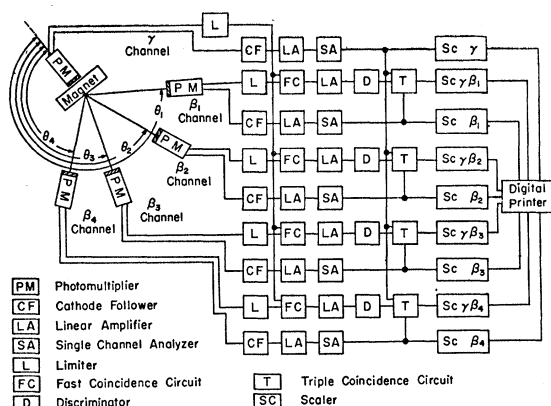 L
γ
Channel
CF LA SA Sc γ
PM
Magnet
PM
β₁
Channel
θ₁
L FC LA D T Sc γβ₁
CF LA SA Sc β₁
PM
β₂
Channel
θ₂
L FC LA D T Sc γβ₂
CF LA SA Sc β₂
Digital
Printer
θ₃
θ₄
PM
β₃
Channel
L FC LA D T Sc γβ₃
CF LA SA Sc β₃
PM
β₄
Channel
L FC LA D T Sc γβ₄
CF LA SA Sc β₄
PM Photomultiplier
CF Cathode Follower
LA Linear Amplifier
SA Single Channel Analyzer
L Limiter
FC Fast Coincidence Circuit
D Discriminator
T Triple Coincidence Circuit
SC Scaler